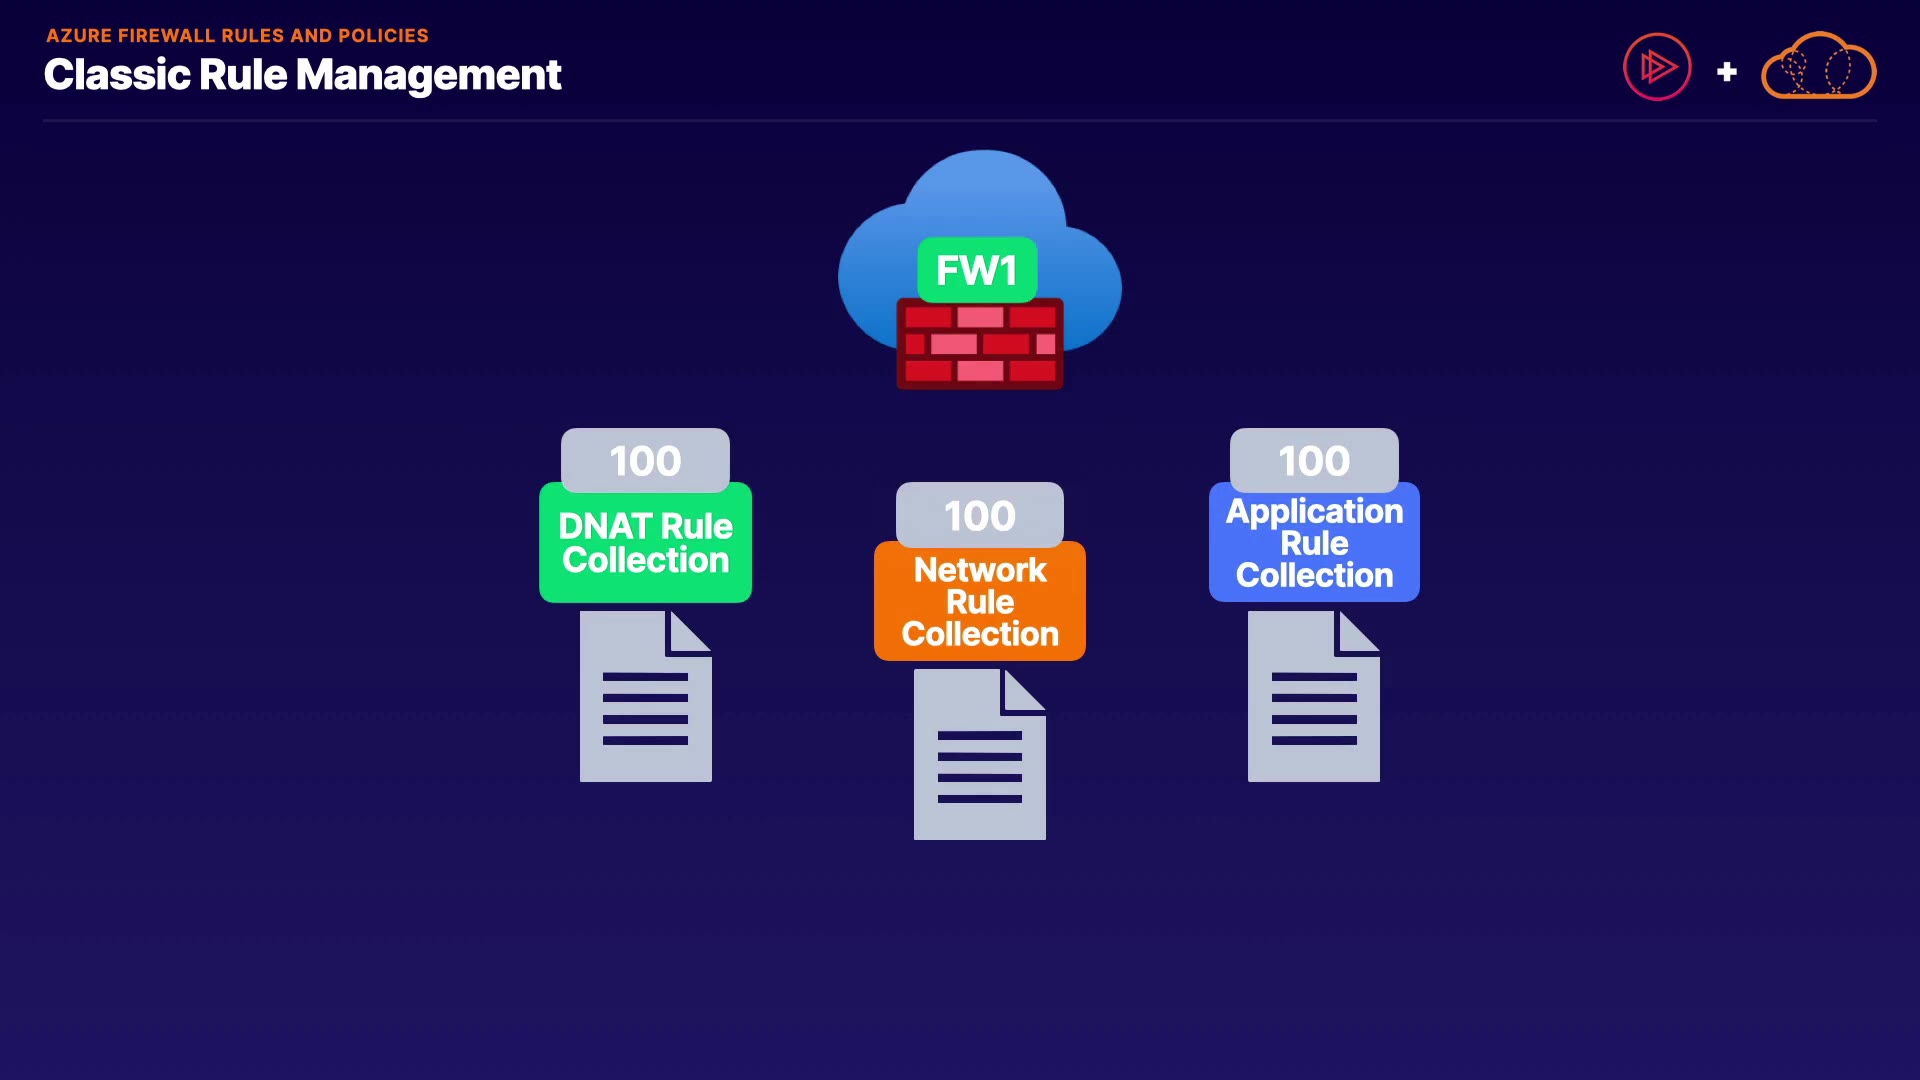 AZURE FIREWALL RULES AND POLICIES
Classic Rule Management
+
FW1
100
DNAT Rule
Collection
100
Network
Rule
Collection
100
Application
Rule
Collection